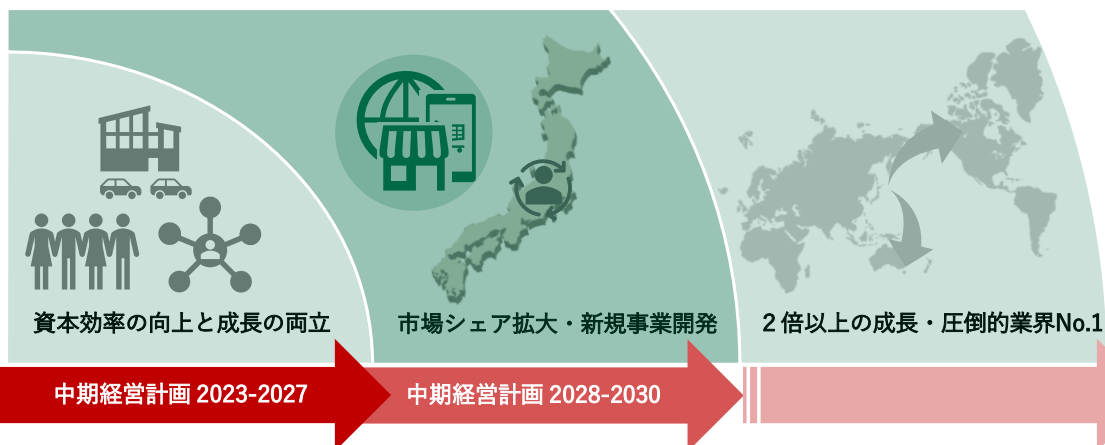 資本効率の向上と成長の両立
市場シェア拡大・新規事業開発
２倍以上の成長・圧倒的業界No.1
中期経営計画 2023-2027
中期経営計画 2028-2030